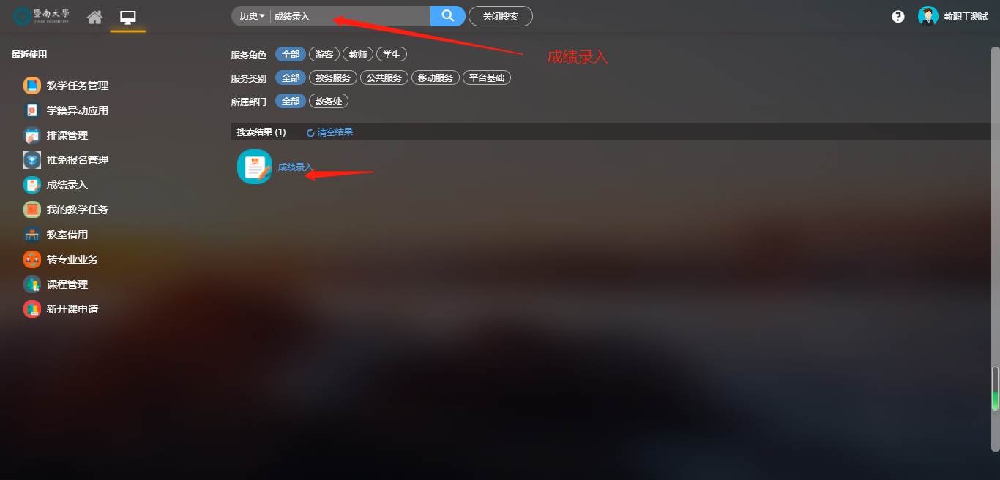 暨南大學
JINAN UNIVERSITY
历史 成绩录入
关闭搜索
教职工测试
最近使用
教学任务管理
学籍异动应用
排课管理
推免报名管理
成绩录入
我的教学任务
教室借用
转专业业务
课程管理
新开课申请
成绩录入
服务角色 全部 游客 教师 学生
服务类别 全部 教务服务 公共服务 移动服务 平台基础
所属部门 全部 教务处
搜索结果 (1) 清空结果
100
成绩录入